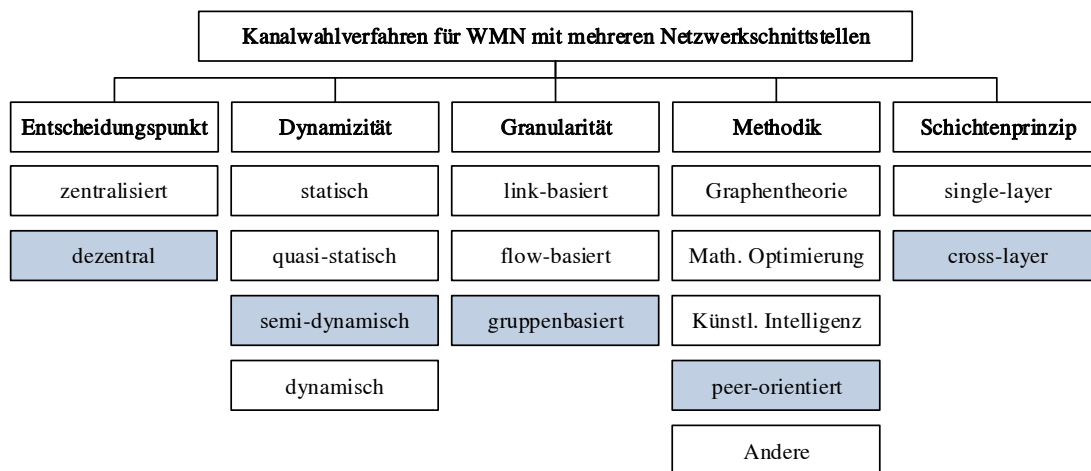 Kanalwahlverfahren für WMN mit mehreren Netzwerkschnittstellen
Entscheidungspunkt
zentralisiert
dezentral
Dynamizität
statisch
quasi-statisch
semi-dynamisch
dynamisch
Granularität
link-basiert
flow-basiert
gruppenbasiert
Methodik
Graphentheorie
Math. Optimierung
Künstl. Intelligenz
peer-orientiert
Andere
Schichtenprinzip
single-layer
cross-layer